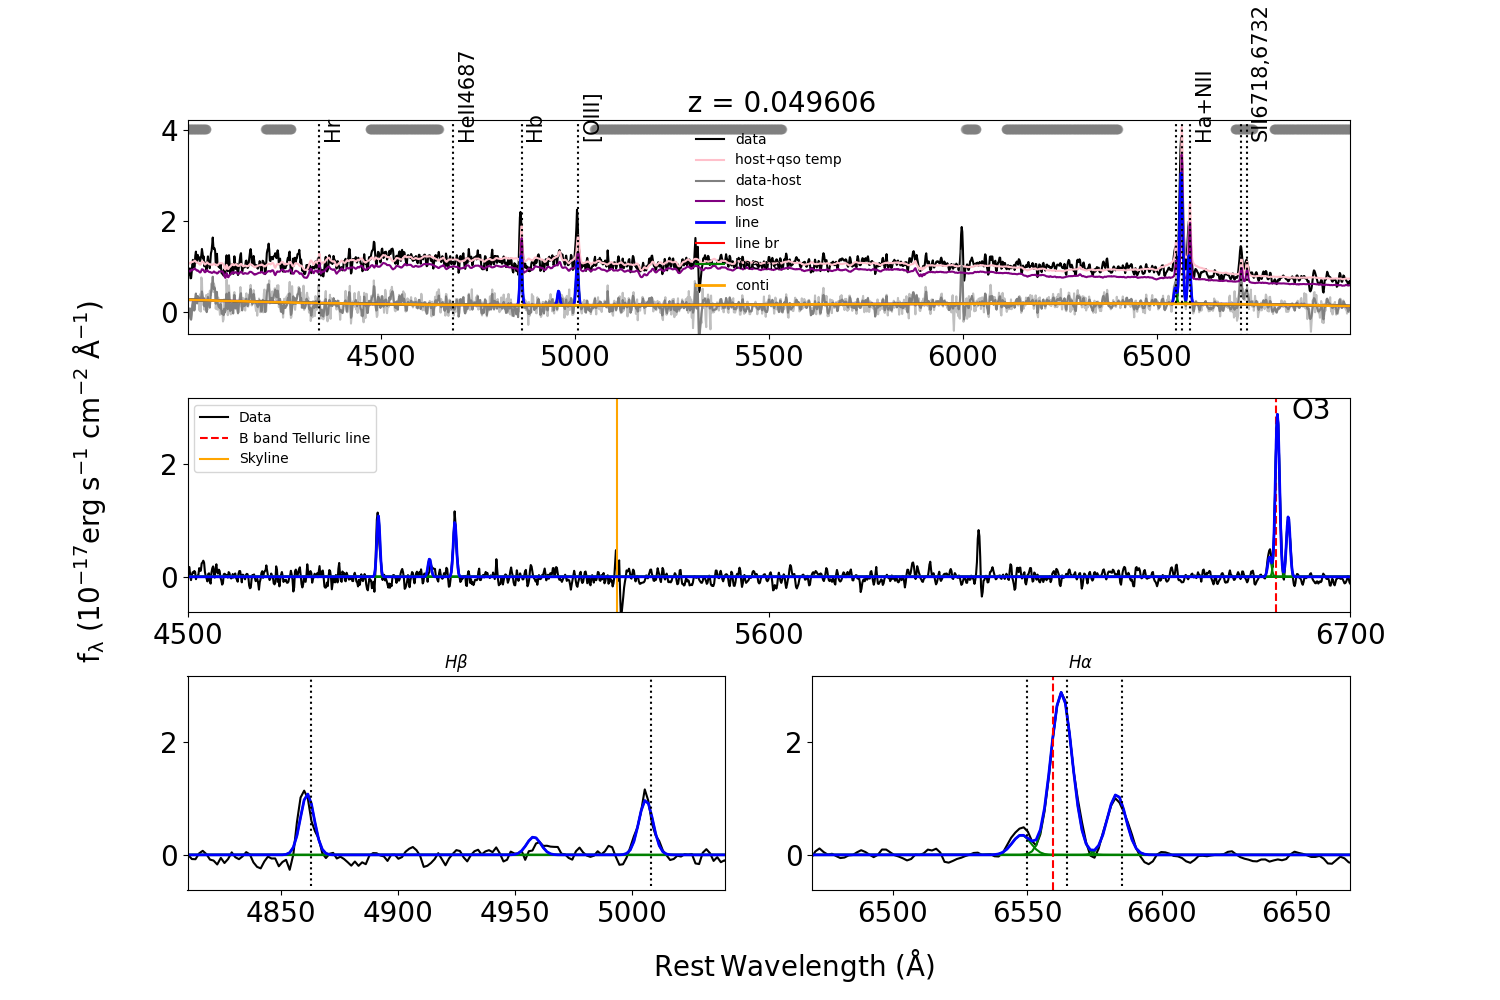 z = 0.049606
Hr
HeII4687
Hb
[OIII]
Ha+NII
SII6718,6732
data
host+qso temp
data-host
host
line
line br
conti
4
2
0
4500
5000
5500
6000
6500
Data
B band Telluric line
Skyline
O3
2
0
4500
5600
6700
fλ (10⁻¹⁷erg s⁻¹ cm⁻² Å⁻¹)
Hβ
2
0
4850
4900
4950
5000
Hα
2
0
6500
6550
6600
6650
Rest Wavelength (Å)